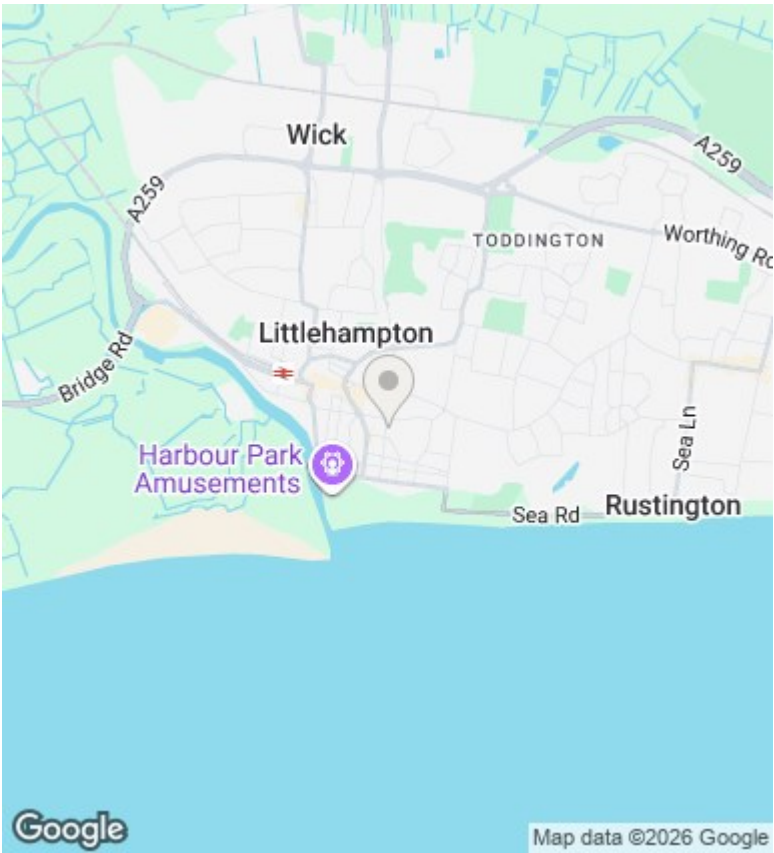 Wick
A259
A259
TODDINGTON
Worthing Rd
Littlehampton
Bridge Rd
Harbour Park
Amusements
Sea Ln
Sea Rd
Rustington
Google
Map data ©2026 Google